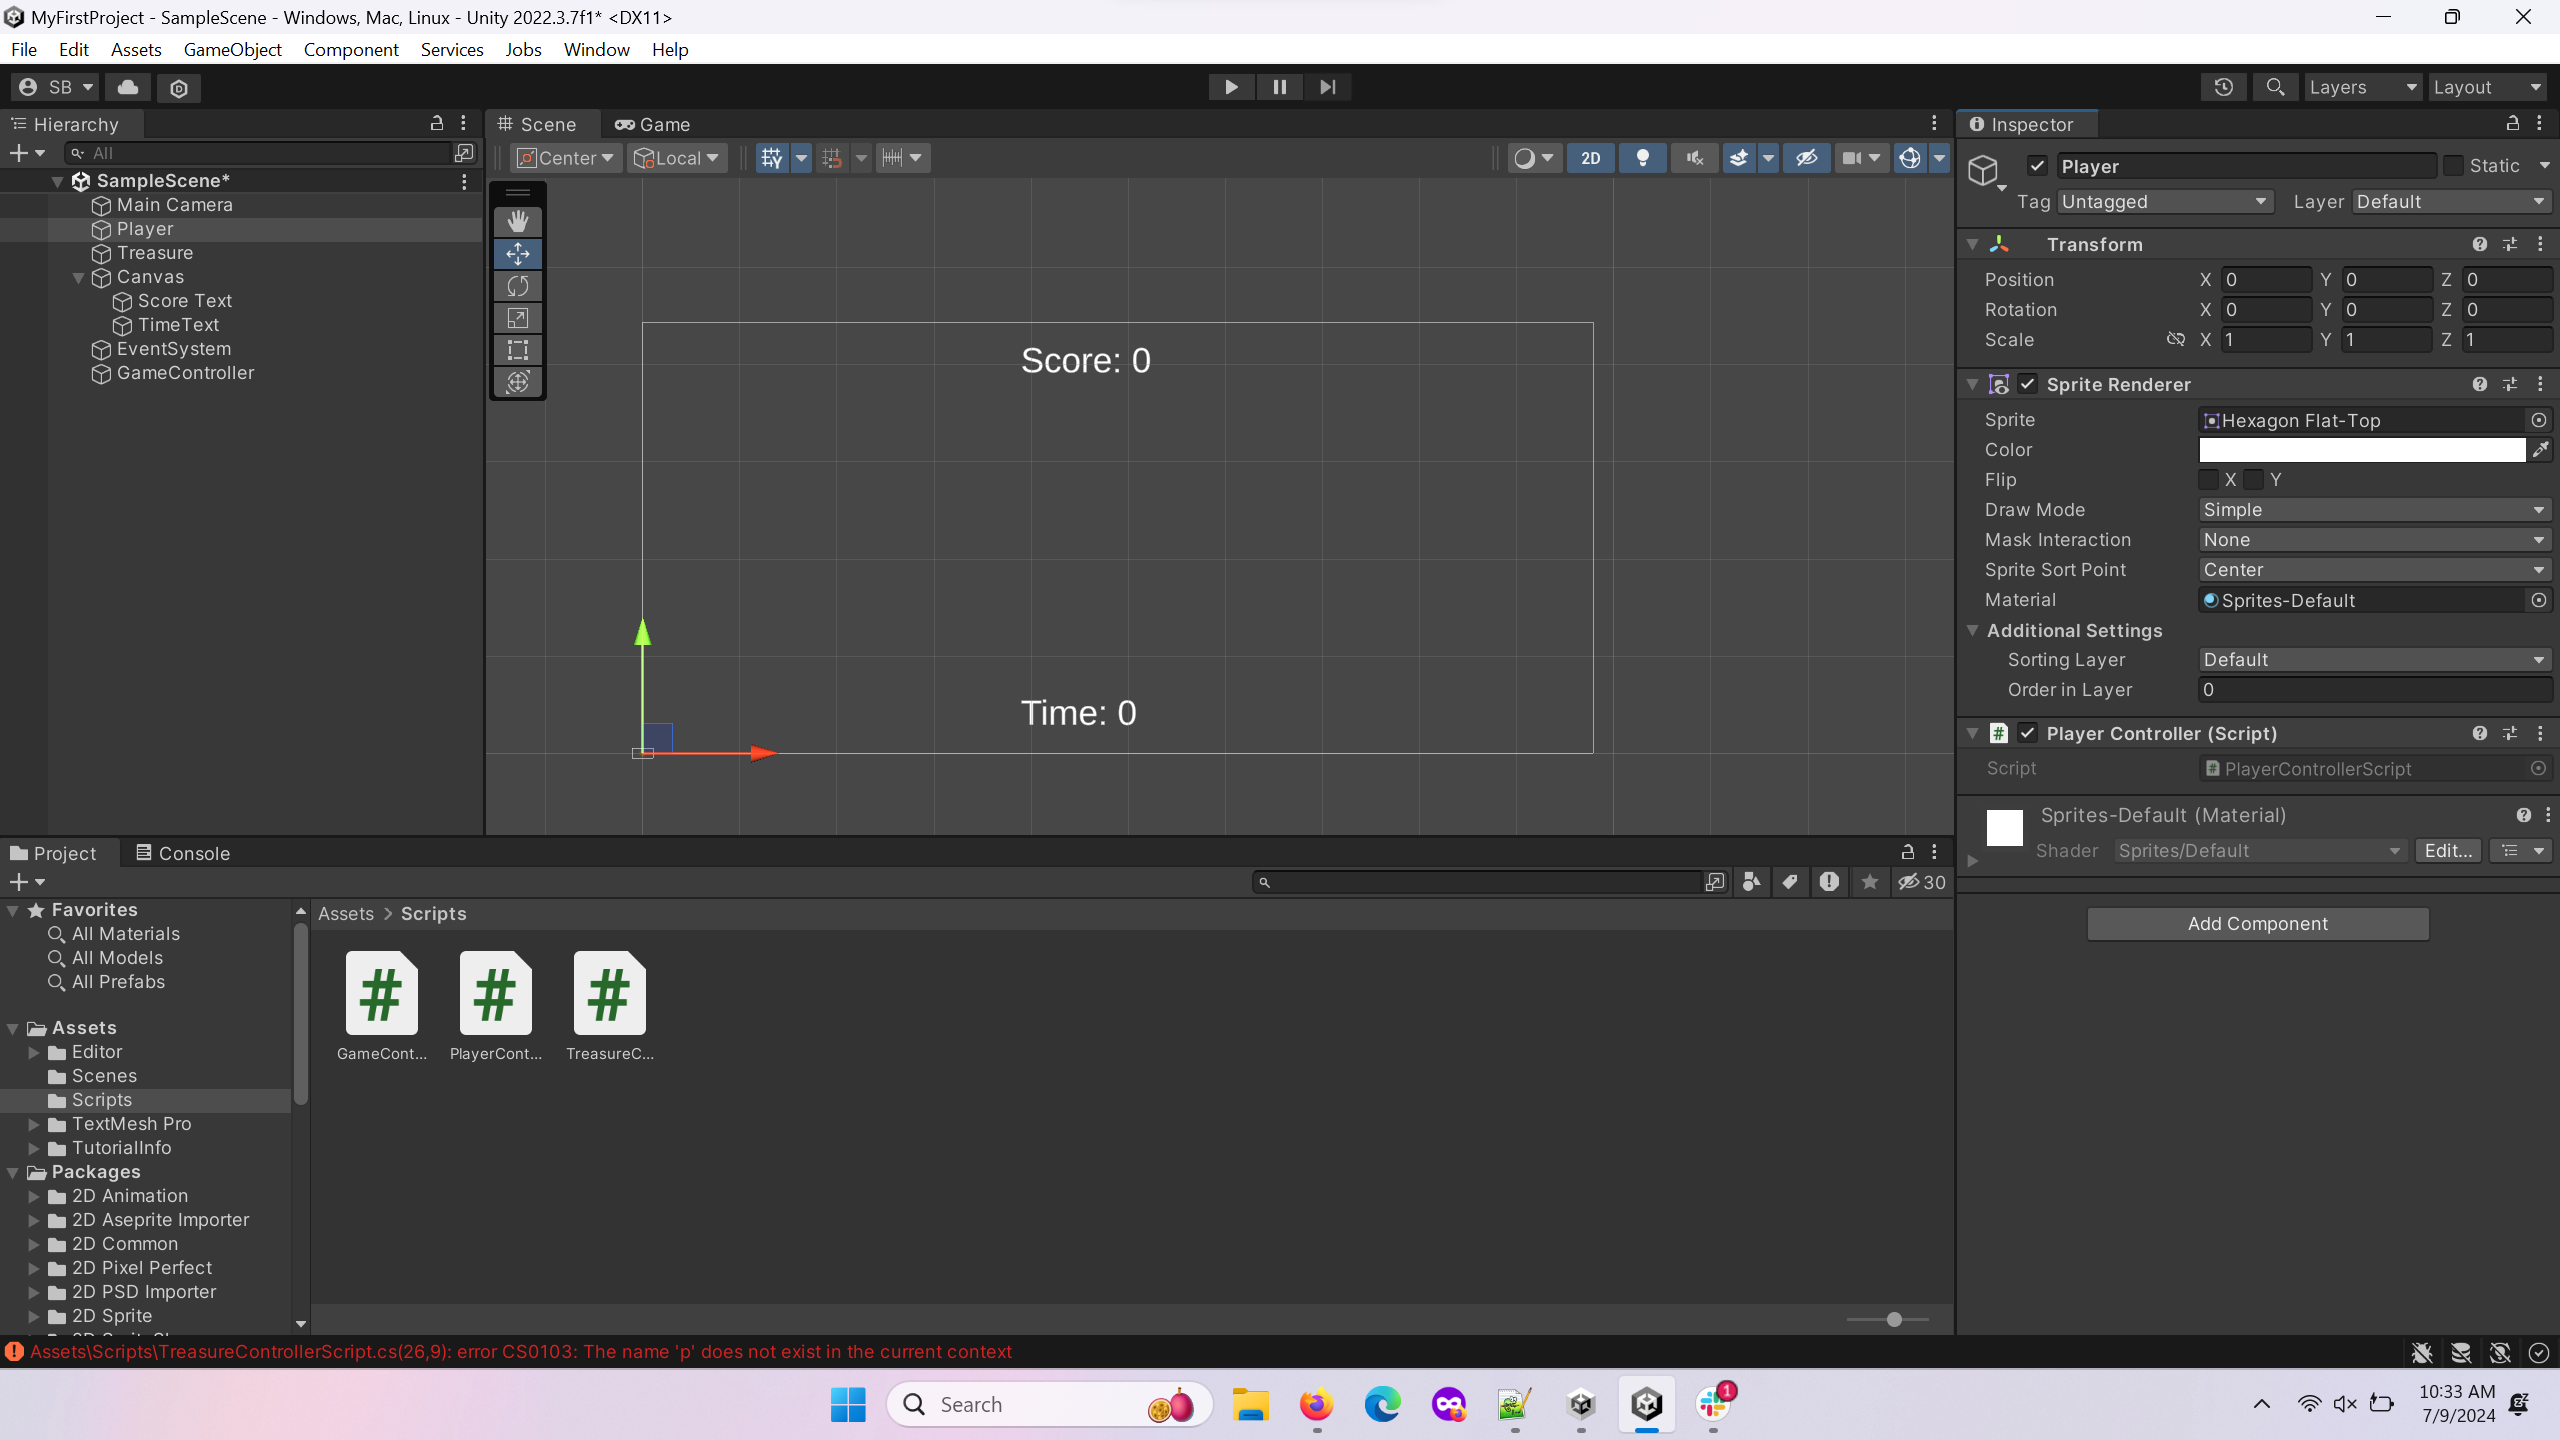 MyFirstProject - SampleScene - Windows, Mac, Linux - Unity 2022.3.7f1* <DX11>
File Edit Assets GameObject Component Services Jobs Window Help
SB Layers Layout
Hierarchy
All
SampleScene*
Main Camera
Player
Treasure
Canvas
Score Text
TimeText
EventSystem
GameController
Scene Game
Center Local 2D
Score: 0
Time: 0
Inspector
Player Static
Tag Untagged Layer Default
Transform
Position X 0 Y 0 Z 0
Rotation X 0 Y 0 Z 0
Scale X 1 Y 1 Z 1
Sprite Renderer
Sprite Hexagon Flat-Top
Color
Flip X Y
Draw Mode Simple
Mask Interaction None
Sprite Sort Point Center
Material Sprites-Default
Additional Settings
Sorting Layer Default
Order in Layer 0
# Player Controller (Script)
Script # PlayerControllerScript
Sprites-Default (Material)
Shader Sprites/Default Edit...
Add Component
Project Console
30
Favorites
All Materials
All Models
All Prefabs
Assets
Editor
Scenes
Scripts
TextMesh Pro
TutorialInfo
Packages
2D Animation
2D Aseprite Importer
2D Common
2D Pixel Perfect
2D PSD Importer
2D Sprite
Assets > Scripts
# # #
GameCont... PlayerCont... TreasureC...
Assets\Scripts\TreasureControllerScript.cs(26,9): error CS0103: The name 'p' does not exist in the current context
Search
1
10:33 AM
7/9/2024